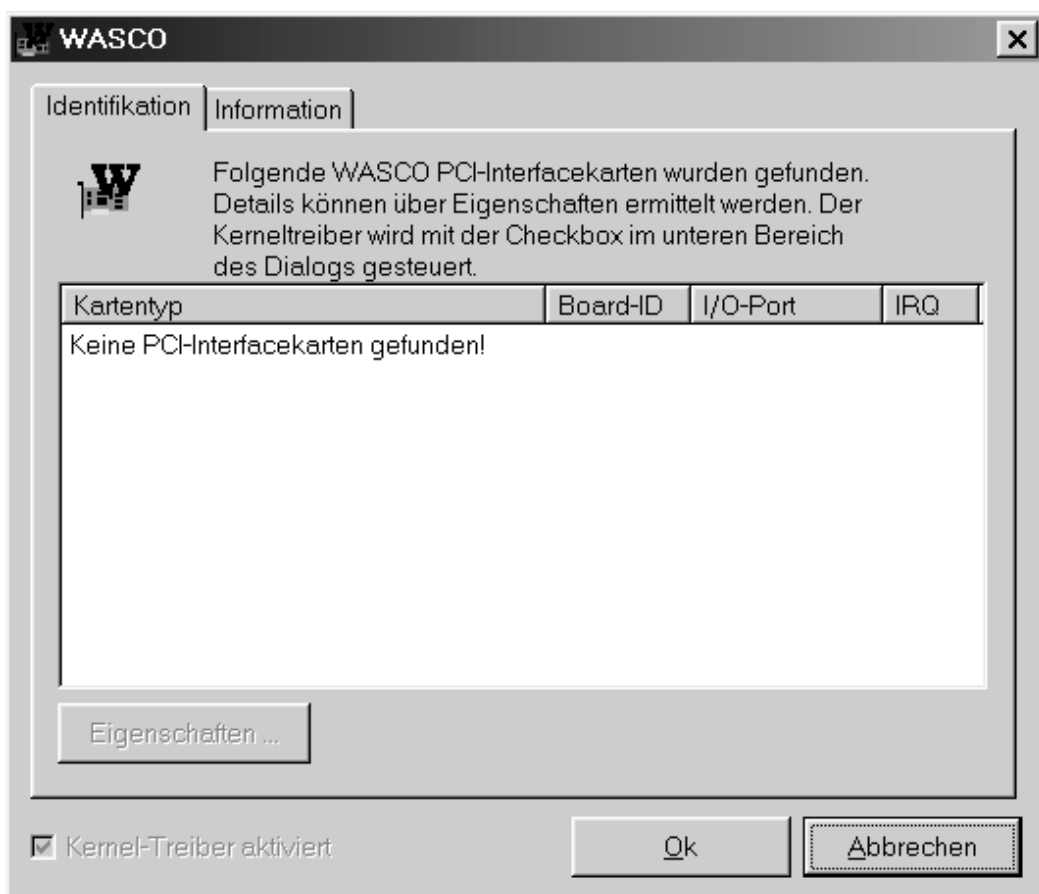 WASCO
Identifikation
Information
Folgende WASCO PCI-Interfacekarten wurden gefunden.
Details können über Eigenschaften ermittelt werden. Der
Kerneltreiber wird mit der Checkbox im unteren Bereich
des Dialogs gesteuert.
Kartentyp Board-ID I/O-Port IRQ
Keine PCI-Interfacekarten gefunden!
Eigenschaften ...
Kernel-Treiber aktiviert
Ok
Abbrechen